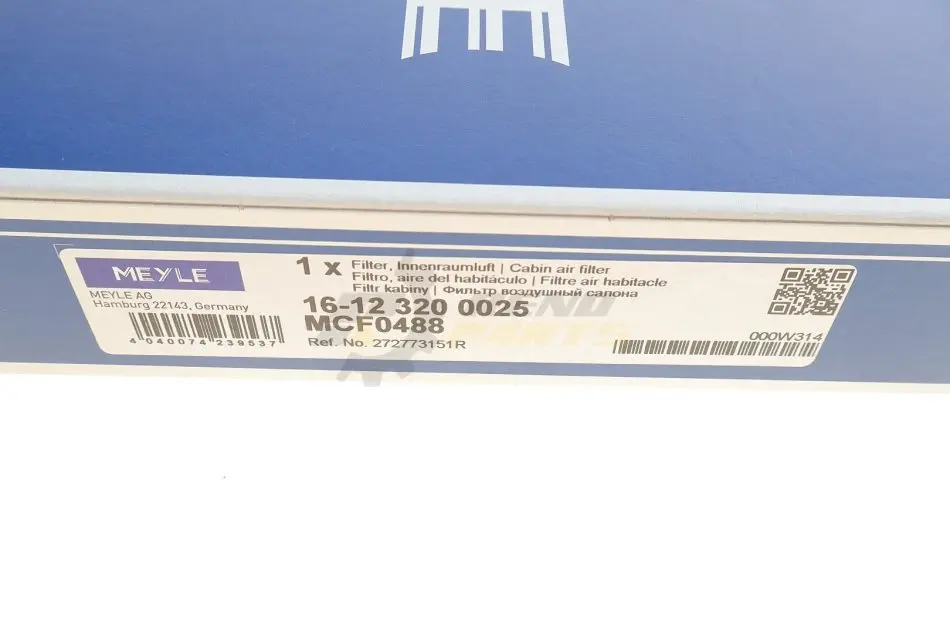 MEYLE
MEYLE AG
Hamburg 22143, Germany
4 040074 239537
1 x Filter, Innenraumluft | Cabin air filter
Filtro, aire del habitáculo | Filtre air habitacle
Filtr kabiny | Фильтр воздушный салона
16-12 320 0025
MCF0488
Ref. No. 272773151R
000W314
PARTS